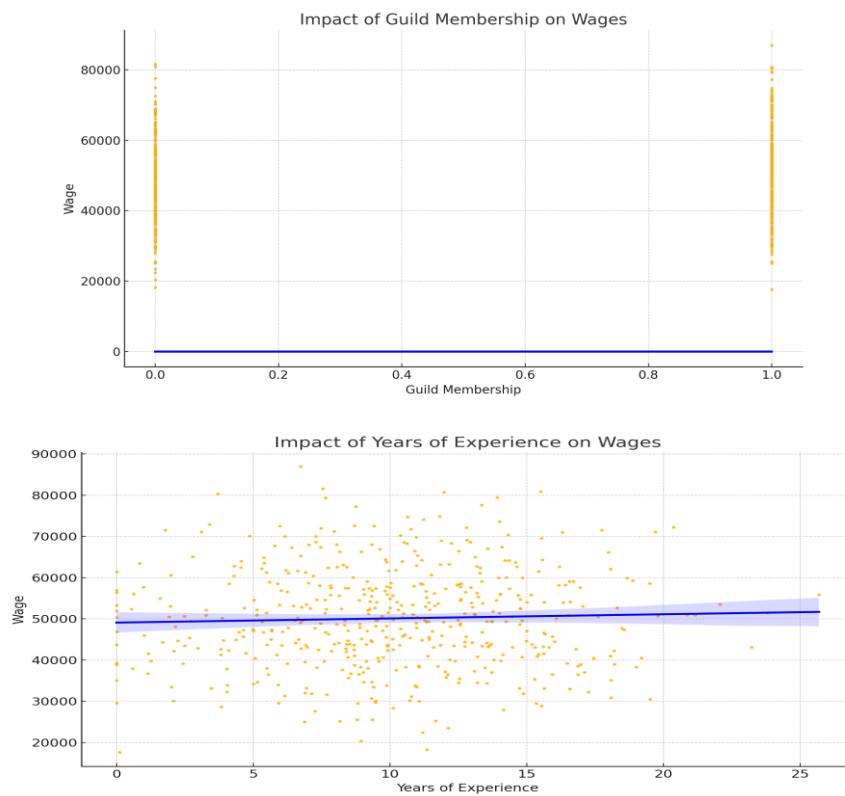 Impact of Guild Membership on Wages
80000
60000
Wage
40000
20000
0
0.0 0.2 0.4 0.6 0.8 1.0
Guild Membership
Impact of Years of Experience on Wages
90000
80000
70000
60000
Wage
50000
40000
30000
20000
0 5 10 15 20 25
Years of Experience